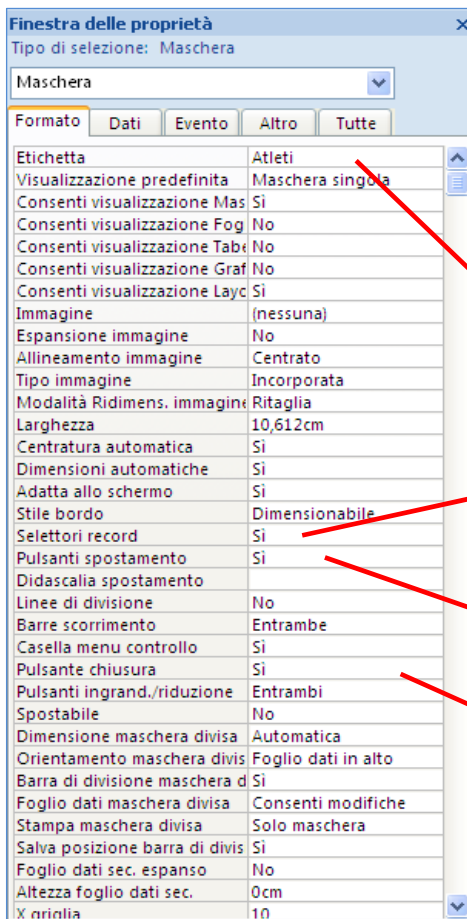 Finestra delle proprietà
Tipo di selezione: Maschera
Maschera
Formato Dati Evento Altro Tutte
Etichetta Atleti
Visualizzazione predefinita Maschera singola
Consenti visualizzazione Mas Sì
Consenti visualizzazione Fog No
Consenti visualizzazione Tabe No
Consenti visualizzazione Graf No
Consenti visualizzazione Layc Sì
Immagine (nessuna)
Espansione immagine No
Allineamento immagine Centrato
Tipo immagine Incorporata
Modalità Ridimens. immagine Ritaglia
Larghezza 10,612cm
Centratura automatica Sì
Dimensioni automatiche Sì
Adatta allo schermo Sì
Stile bordo Dimensionabile
Selettori record Sì
Pulsanti spostamento Sì
Didascalia spostamento
Linee di divisione No
Barre scorrimento Entrambe
Casella menu controllo Sì
Pulsante chiusura Sì
Pulsanti ingrand./riduzione Entrambi
Spostabile No
Dimensione maschera divisa Automatica
Orientamento maschera divis Foglio dati in alto
Barra di divisione maschera d Sì
Foglio dati maschera divisa Consenti modifiche
Stampa maschera divisa Solo maschera
Salva posizione barra di divis Sì
Foglio dati sec. espanso No
Altezza foglio dati sec. 0cm
X griglia 10